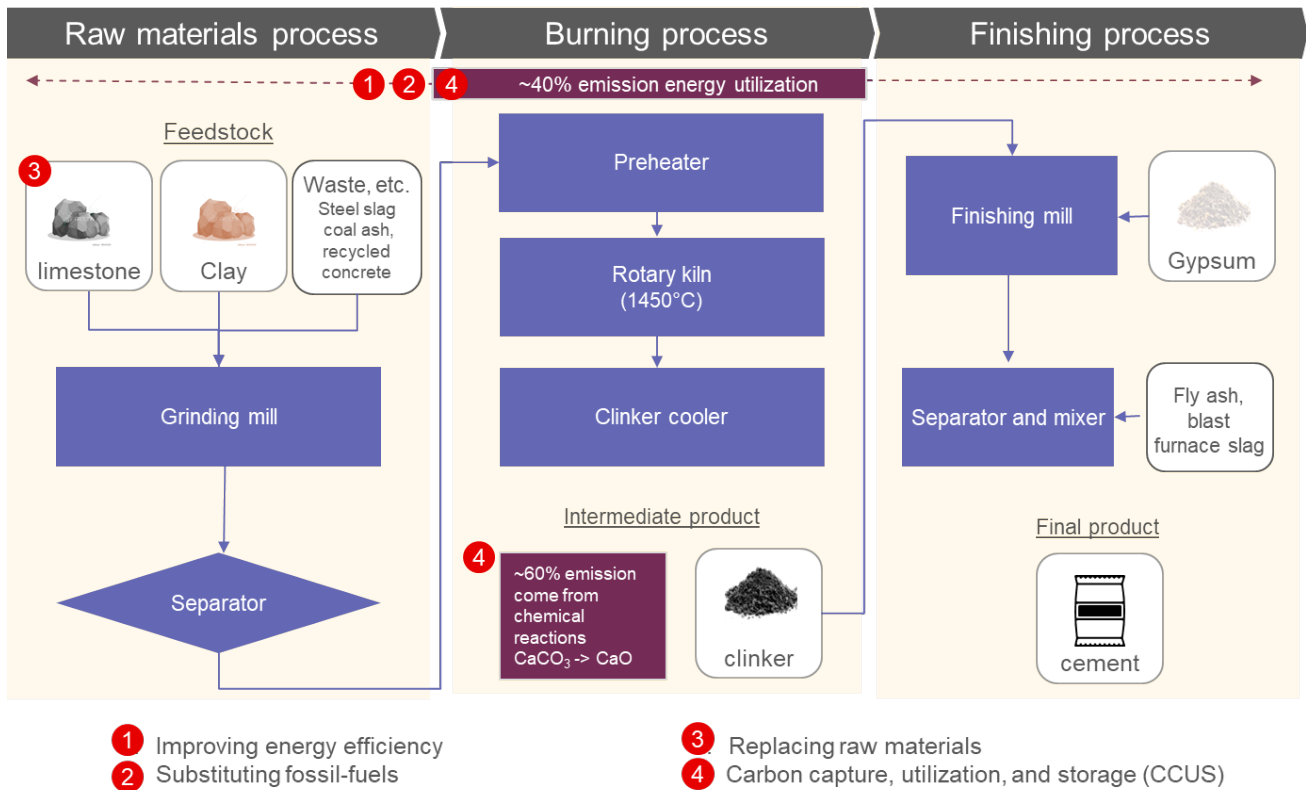 Raw materials process
Burning process
Finishing process
1
2
4
~40% emission energy utilization
Feedstock
3
limestone
Clay
Waste, etc.
Steel slag
coal ash,
recycled
concrete
Grinding mill
Separator
Preheater
Rotary kiln
(1450°C)
Clinker cooler
Intermediate product
4
~60% emission
come from
chemical
reactions
CaCO₃ -> CaO
clinker
Finishing mill
Gypsum
Separator and mixer
Fly ash,
blast
furnace slag
Final product
cement
1 Improving energy efficiency
2 Substituting fossil-fuels
3 Replacing raw materials
4 Carbon capture, utilization, and storage (CCUS)